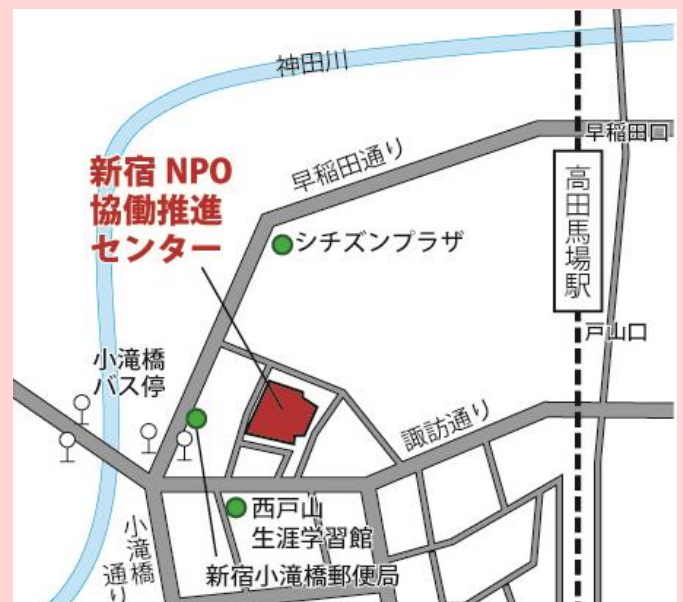 神田川
早稲田口
早稲田通り
新宿 NPO
協働推進
センター
高田馬場駅
シチズンプラザ
戸山口
小滝橋
バス停
諏訪通り
西戸山
生涯学習館
小滝橋
通り
新宿小滝橋郵便局